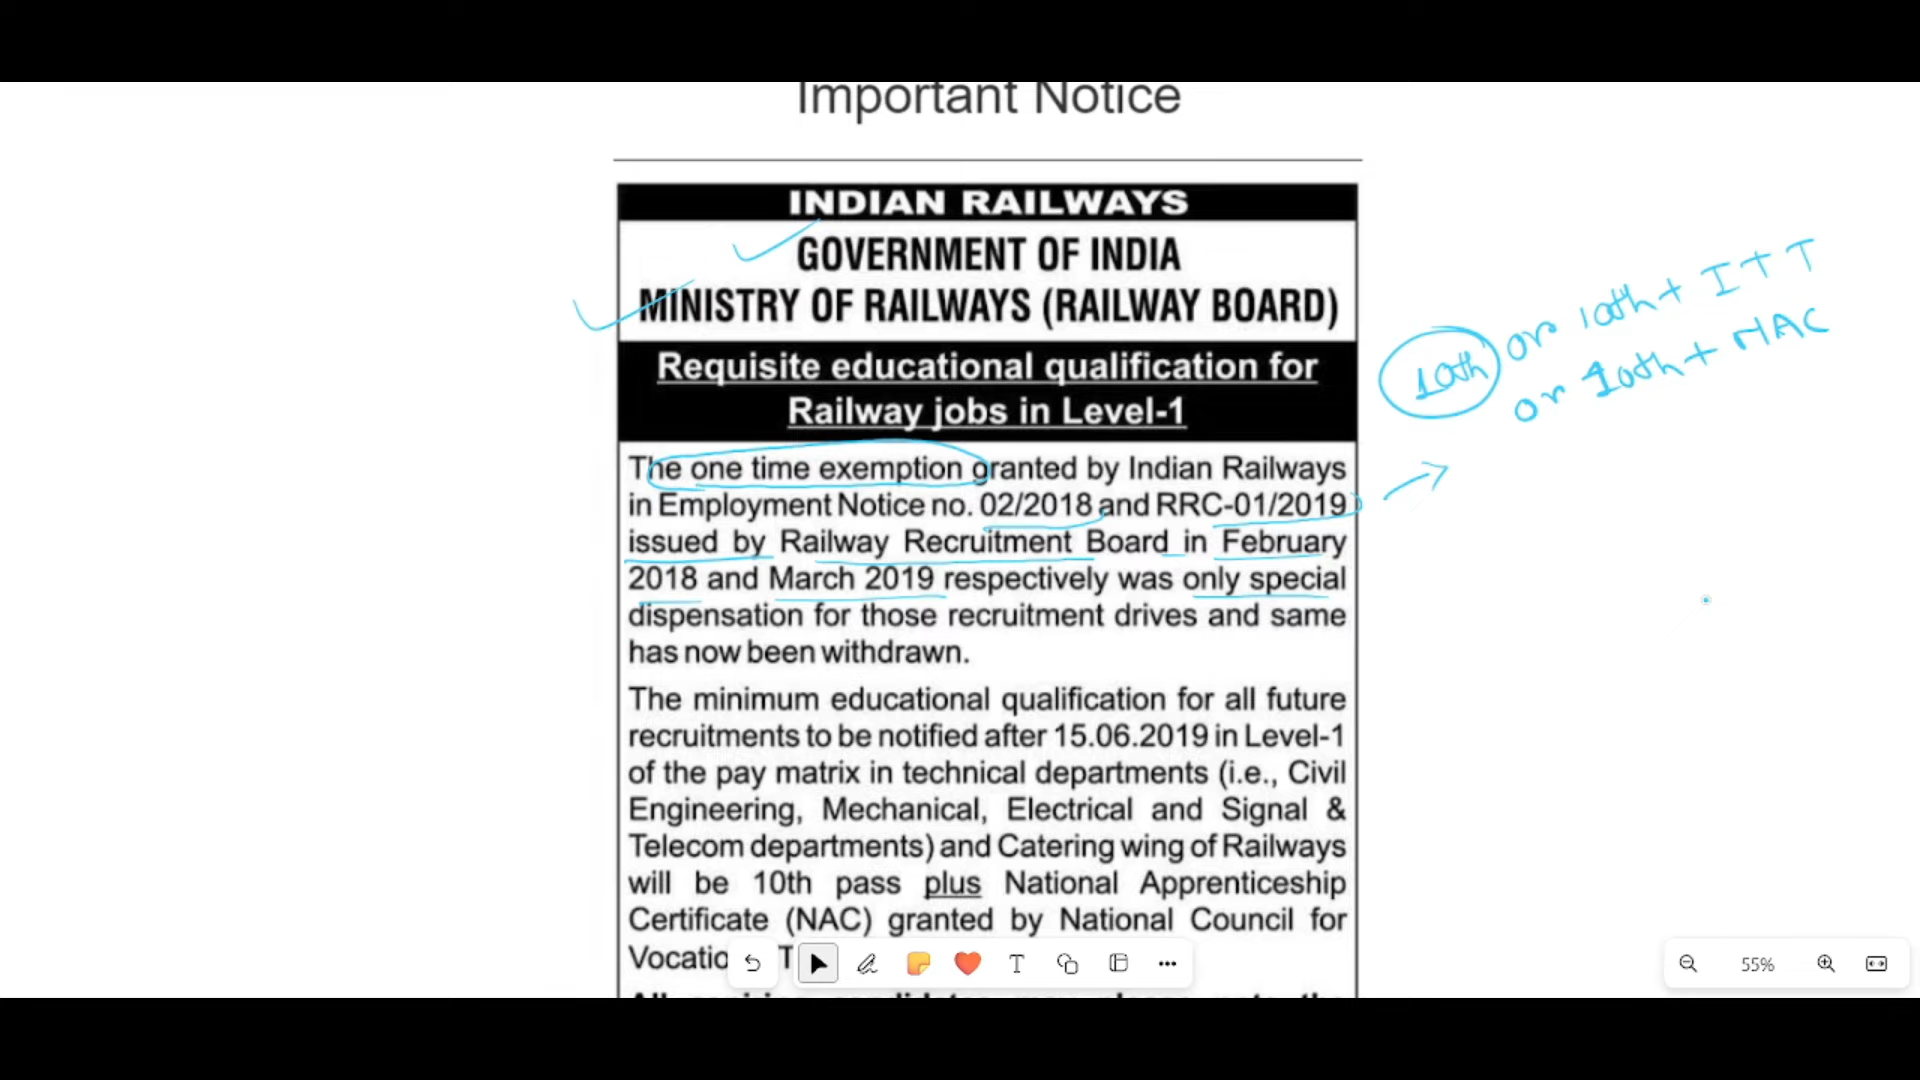 Important Notice
INDIAN RAILWAYS
GOVERNMENT OF INDIA
MINISTRY OF RAILWAYS (RAILWAY BOARD)
Requisite educational qualification for
Railway jobs in Level-1
The one time exemption granted by Indian Railways
in Employment Notice no. 02/2018 and RRC-01/2019
issued by Railway Recruitment Board in February
2018 and March 2019 respectively was only special
dispensation for those recruitment drives and same
has now been withdrawn.
The minimum educational qualification for all future
recruitments to be notified after 15.06.2019 in Level-1
of the pay matrix in technical departments (i.e., Civil
Engineering, Mechanical, Electrical and Signal &
Telecom departments) and Catering wing of Railways
will be 10th pass plus National Apprenticeship
Certificate (NAC) granted by National Council for
10th or 10th + ITI
or 10th + NAC
55%